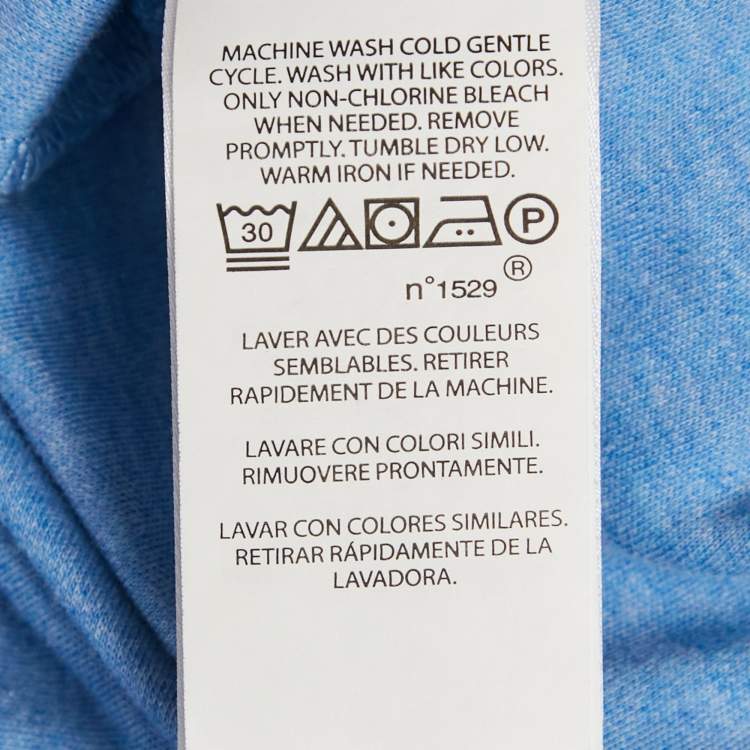 MACHINE WASH COLD GENTLE
CYCLE. WASH WITH LIKE COLORS.
ONLY NON-CHLORINE BLEACH
WHEN NEEDED. REMOVE
PROMPTLY. TUMBLE DRY LOW.
WARM IRON IF NEEDED.
30 P
n°1529 ®
LAVER AVEC DES COULEURS
SEMBLABLES. RETIRER
RAPIDEMENT DE LA MACHINE.
LAVARE CON COLORI SIMILI.
RIMUOVERE PRONTAMENTE.
LAVAR CON COLORES SIMILARES.
RETIRAR RÁPIDAMENTE DE LA
LAVADORA.